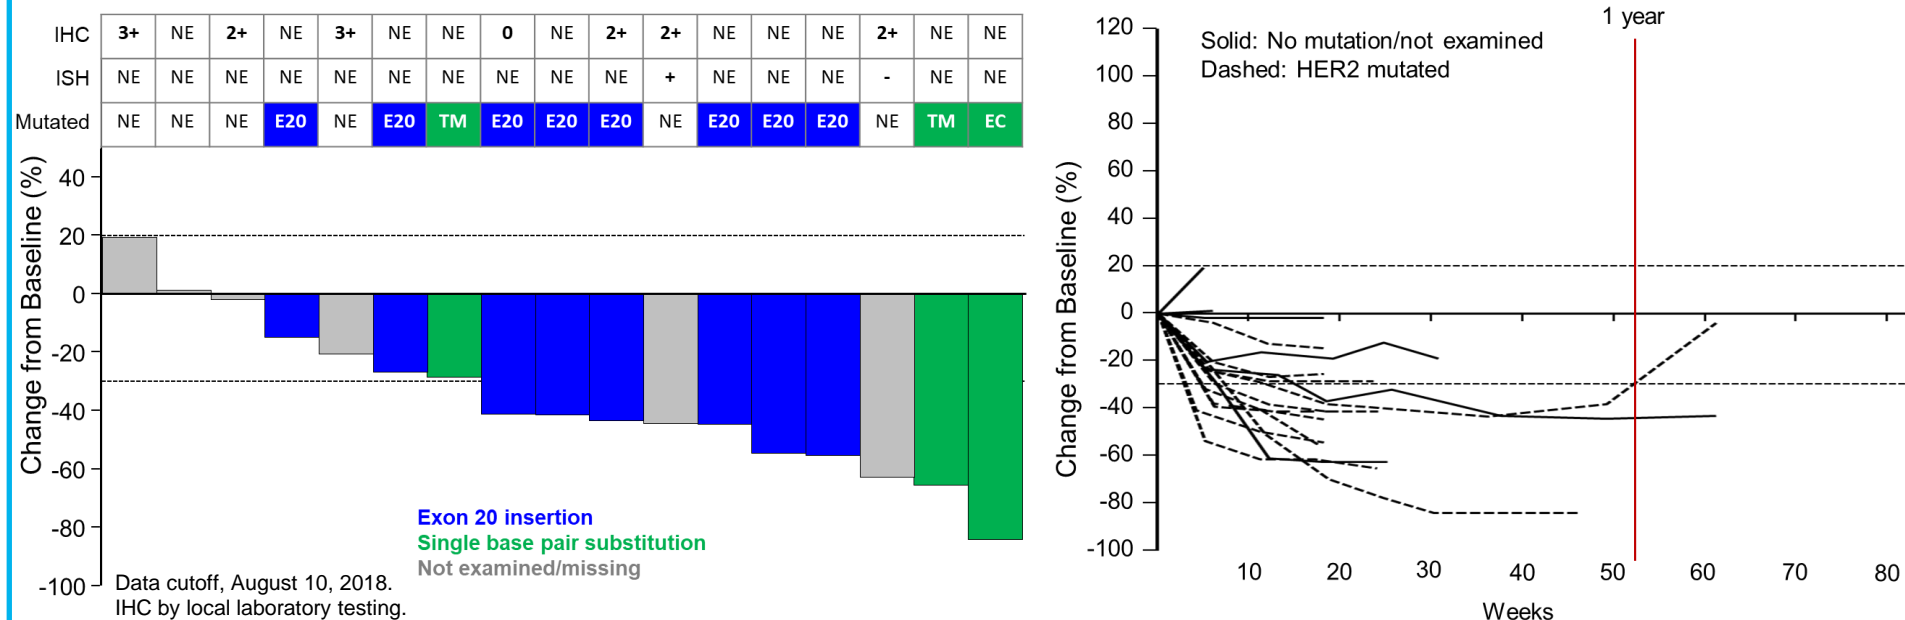 IHC 3+ NE 2+ NE 3+ NE NE 0 NE 2+ 2+ NE NE NE 2+ NE NE
ISH NE NE NE NE NE NE NE NE NE NE + NE NE NE - NE NE
Mutated NE NE NE E20 NE E20 TM E20 E20 E20 NE E20 E20 E20 NE TM EC
Change from Baseline (%)
40
20
0
-20
-40
-60
-80
-100
Exon 20 insertion
Single base pair substitution
Not examined/missing
Data cutoff, August 10, 2018.
IHC by local laboratory testing.
1 year
Solid: No mutation/not examined
Dashed: HER2 mutated
Change from Baseline (%)
120
100
80
60
40
20
0
-20
-40
-60
-80
-100
10 20 30 40 50 60 70 80
Weeks